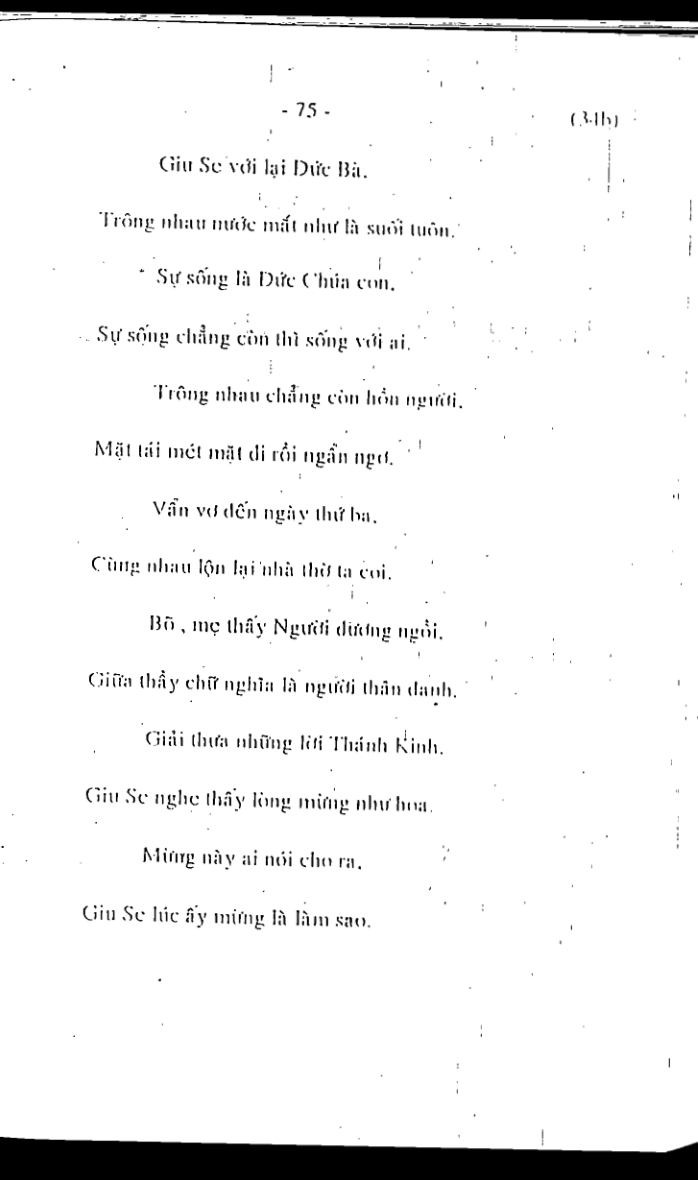 - 75 -
(34b)
Giu Se với lại Đức Bà.
Trông nhau nước mắt như là suối tuôn.
Sự sống là Đức Chúa con.
Sự sống chẳng còn thì sống với ai.
Trông nhau chẳng còn hồn người.
Mặt tái mét mặt đi rồi ngẩn ngơ.
Vẩn vơ đến ngày thứ ba.
Cùng nhau lộn lại nhà thờ ta coi.
Bõ , mẹ thấy Người đương ngồi.
Giữa thầy chữ nghĩa là người thân danh.
Giải thưa những lời Thánh Kinh.
Giu Se nghe thấy lòng mừng như hoa.
Mừng này ai nói cho ra.
Giu Se lúc ấy mừng là làm sao.